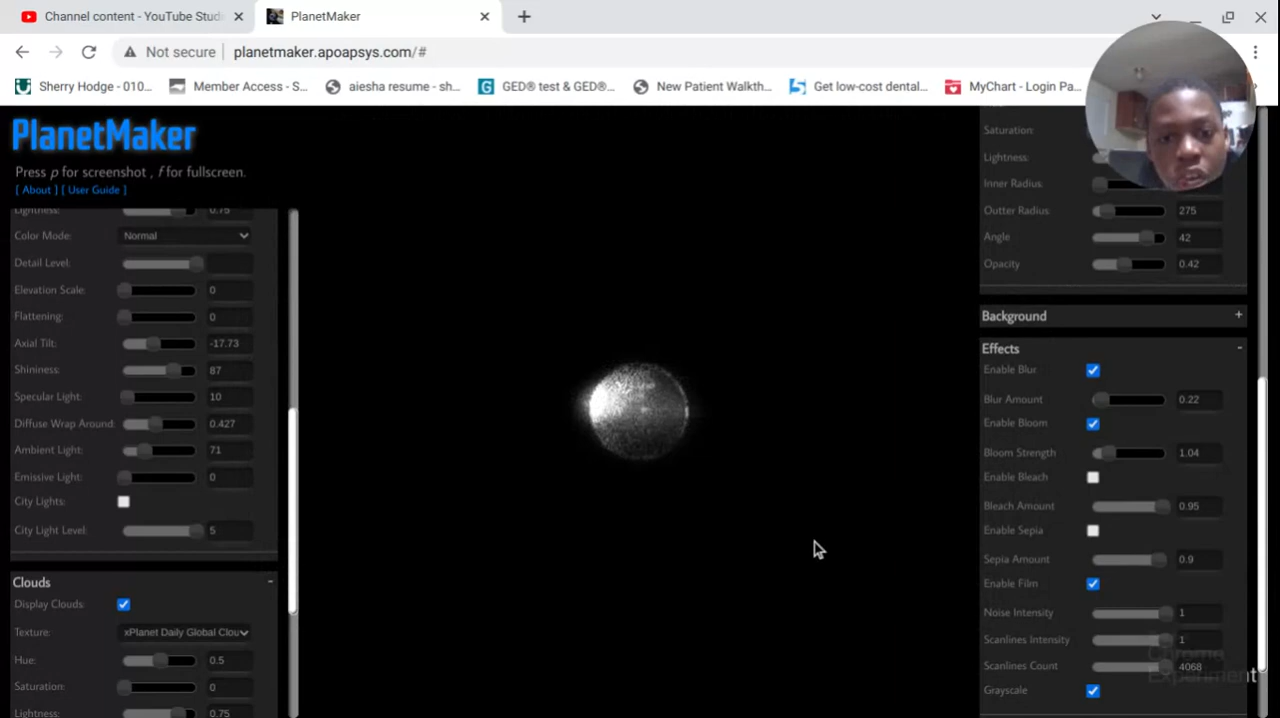 Channel content - YouTube Studi
PlanetMaker
Not secure
planetmaker.apoapsys.com/#
Sherry Hodge - 010...
Member Access - S...
aiesha resume - sh...
GED® test & GED®...
New Patient Walkth...
Get low-cost dental...
MyChart - Login Pa...
PlanetMaker
Press p for screenshot , f for fullscreen.
[ About ] [ User Guide ]
Lightness: 0.75
Color Mode: Normal
Detail Level:
Elevation Scale: 0
Flattening: 0
Axial Tilt: -17.73
Shininess: 87
Specular Light: 10
Diffuse Wrap Around: 0.427
Ambient Light: 71
Emissive Light: 0
City Lights:
City Light Level: 5
Clouds -
Display Clouds:
Texture: xPlanet Daily Global Clou
Hue: 0.5
Saturation: 0
Lightness: 0.75
Saturation:
Lightness:
Inner Radius:
Outter Radius: 275
Angle 42
Opacity 0.42
Background +
Effects -
Enable Blur
Blur Amount 0.22
Enable Bloom
Bloom Strength 1.04
Enable Bleach
Bleach Amount 0.95
Enable Sepia
Sepia Amount 0.9
Enable Film
Noise Intensity 1
Scanlines Intensity 1
Scanlines Count 4068
Grayscale
Chrome
Experiment